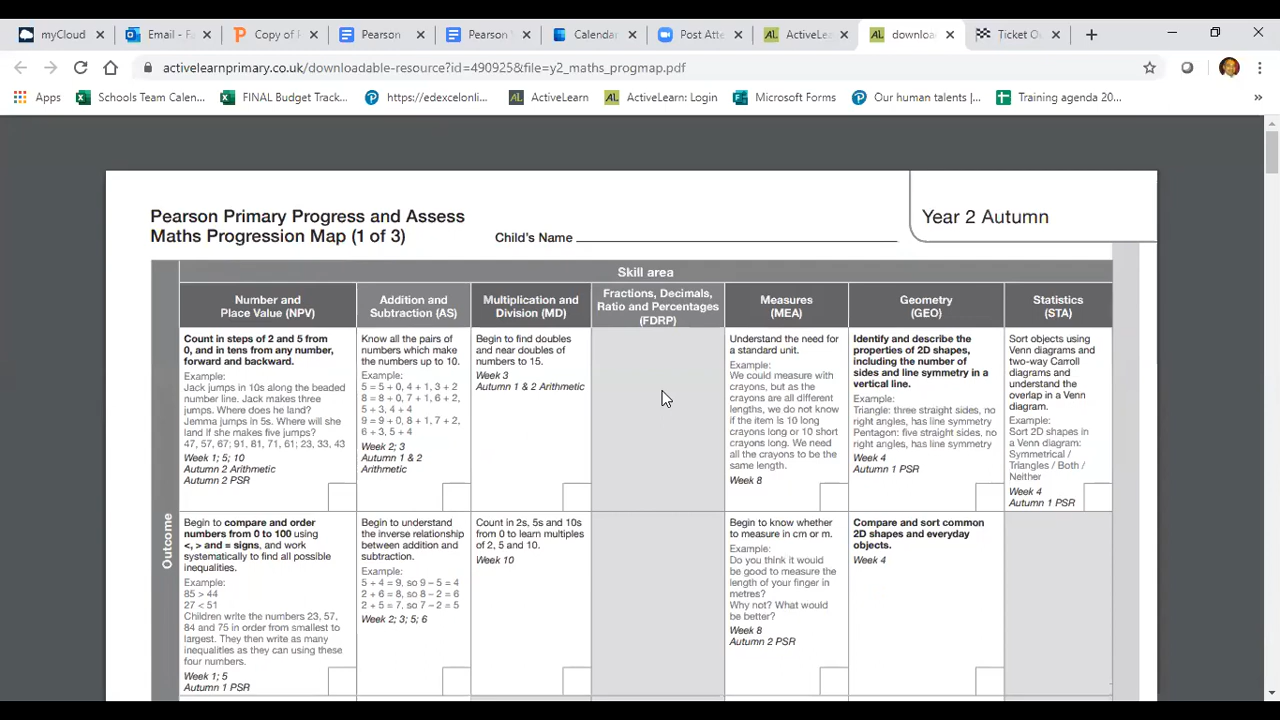 myCloud
Email - F
Copy of F
Pearson
Pearson
Calenda
Post Atte
ActiveLea
downloa
Ticket O
activelearnprimary.co.uk/downloadable-resource?id=490925&file=y2_maths_progmap.pdf
Apps
Schools Team Calen...
FINAL Budget Track...
https://edexcelonli...
ActiveLearn
ActiveLearn: Login
Microsoft Forms
Our human talents |...
Training agenda 20...
Pearson Primary Progress and Assess
Maths Progression Map (1 of 3)
Child's Name
Year 2 Autumn
Skill area
Number and
Place Value (NPV)
Addition and
Subtraction (AS)
Multiplication and
Division (MD)
Fractions, Decimals,
Ratio and Percentages
(FDRP)
Measures
(MEA)
Geometry
(GEO)
Statistics
(STA)
Outcome
Count in steps of 2 and 5 from
0, and in tens from any number,
forward and backward.
Example:
Jack jumps in 10s along the beaded
number line. Jack makes three
jumps. Where does he land?
Jemma jumps in 5s. Where will she
land if she makes five jumps?
47, 57, 67; 91, 81, 71, 61; 23, 33, 43
Week 1; 5; 10
Autumn 2 Arithmetic
Autumn 2 PSR
Know all the pairs of
numbers which make
the numbers up to 10.
Example:
5 = 5 + 0, 4 + 1, 3 + 2
8 = 8 + 0, 7 + 1, 6 + 2,
5 + 3, 4 + 4
9 = 9 + 0, 8 + 1, 7 + 2,
6 + 3, 5 + 4
Week 2; 3
Autumn 1 & 2
Arithmetic
Begin to find doubles
and near doubles of
numbers to 15.
Week 3
Autumn 1 & 2 Arithmetic
Understand the need for
a standard unit.
Example:
We could measure with
crayons, but as the
crayons are all different
lengths, we do not know
if the item is 10 long
crayons long or 10 short
crayons long. We need
all the crayons to be the
same length.
Week 8
Identify and describe the
properties of 2D shapes,
including the number of
sides and line symmetry in a
vertical line.
Example:
Triangle: three straight sides, no
right angles, has line symmetry
Pentagon: five straight sides, no
right angles, has line symmetry
Week 4
Autumn 1 PSR
Sort objects using
Venn diagrams and
two-way Carroll
diagrams and
understand the
overlap in a Venn
diagram.
Example:
Sort 2D shapes in
a Venn diagram:
Symmetrical /
Triangles / Both /
Neither
Week 4
Autumn 1 PSR
Begin to compare and order
numbers from 0 to 100 using
<, > and = signs, and work
systematically to find all possible
inequalities.
Example:
85 > 44
27 < 51
Children write the numbers 23, 57,
84 and 75 in order from smallest to
largest. They then write as many
inequalities as they can using these
four numbers.
Week 1; 5
Autumn 1 PSR
Begin to understand
the inverse relationship
between addition and
subtraction.
Example:
5 + 4 = 9, so 9 – 5 = 4
2 + 6 = 8, so 8 – 2 = 6
2 + 5 = 7, so 7 – 2 = 5
Week 2; 3; 5; 6
Count in 2s, 5s and 10s
from 0 to learn multiples
of 2, 5 and 10.
Week 10
Begin to know whether
to measure in cm or m.
Example:
Do you think it would
be good to measure the
length of your finger in
metres?
Why not? What would
be better?
Week 8
Autumn 2 PSR
Compare and sort common
2D shapes and everyday
objects.
Week 4